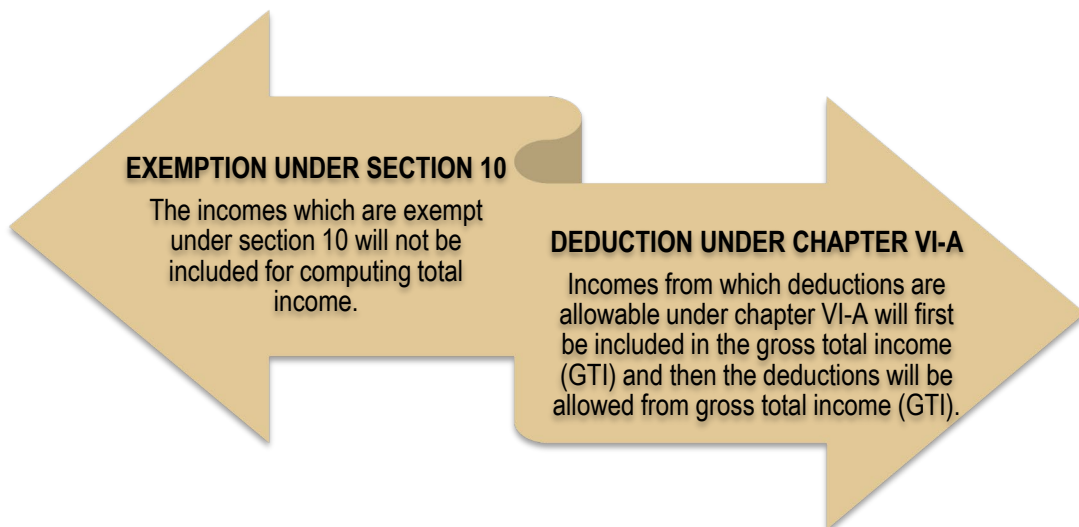 EXEMPTION UNDER SECTION 10
The incomes which are exempt
under section 10 will not be
included for computing total
income.
DEDUCTION UNDER CHAPTER VI-A
Incomes from which deductions are
allowable under chapter VI-A will first
be included in the gross total income
(GTI) and then the deductions will be
allowed from gross total income (GTI).